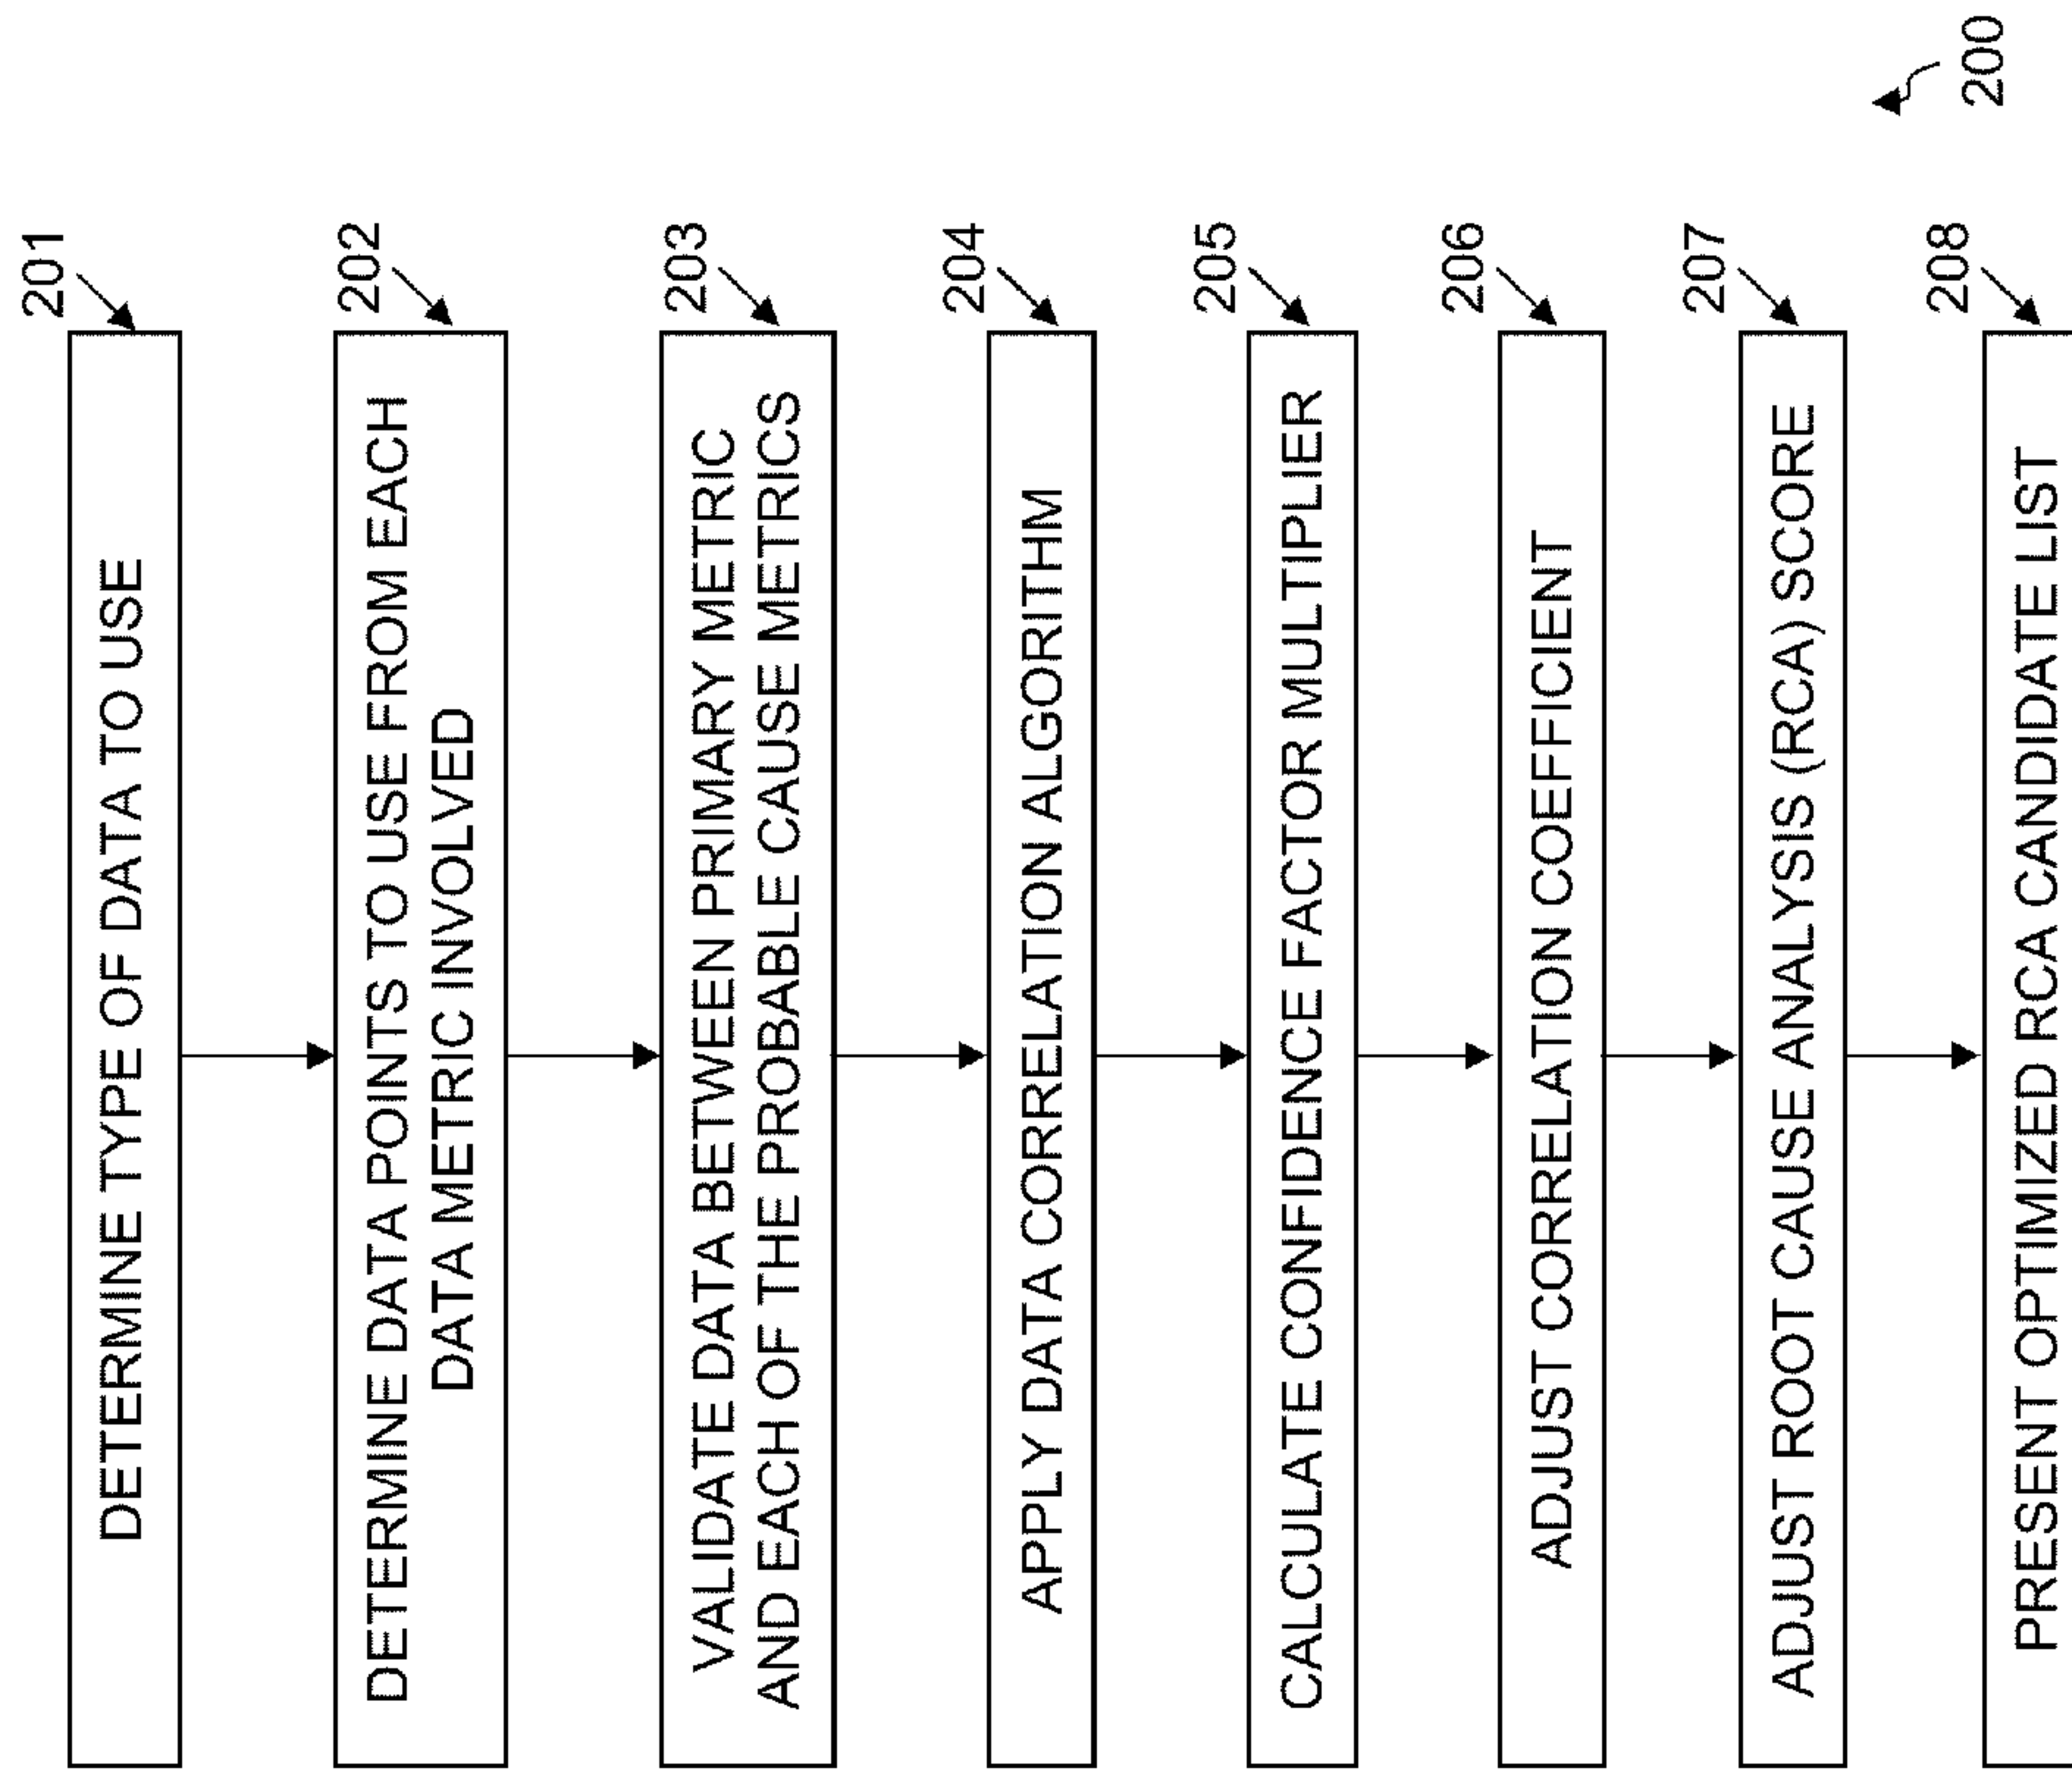 201
DETERMINE TYPE OF DATA TO USE
202
DETERMINE DATA POINTS TO USE FROM EACH
DATA METRIC INVOLVED
203
VALIDATE DATA BETWEEN PRIMARY METRIC
AND EACH OF THE PROBABLE CAUSE METRICS
204
APPLY DATA CORRELATION ALGORITHM
205
CALCULATE CONFIDENCE FACTOR MULTIPLIER
206
ADJUST CORRELATION COEFFICIENT
207
ADJUST ROOT CAUSE ANALYSIS (RCA) SCORE
208
PRESENT OPTIMIZED RCA CANDIDATE LIST
200